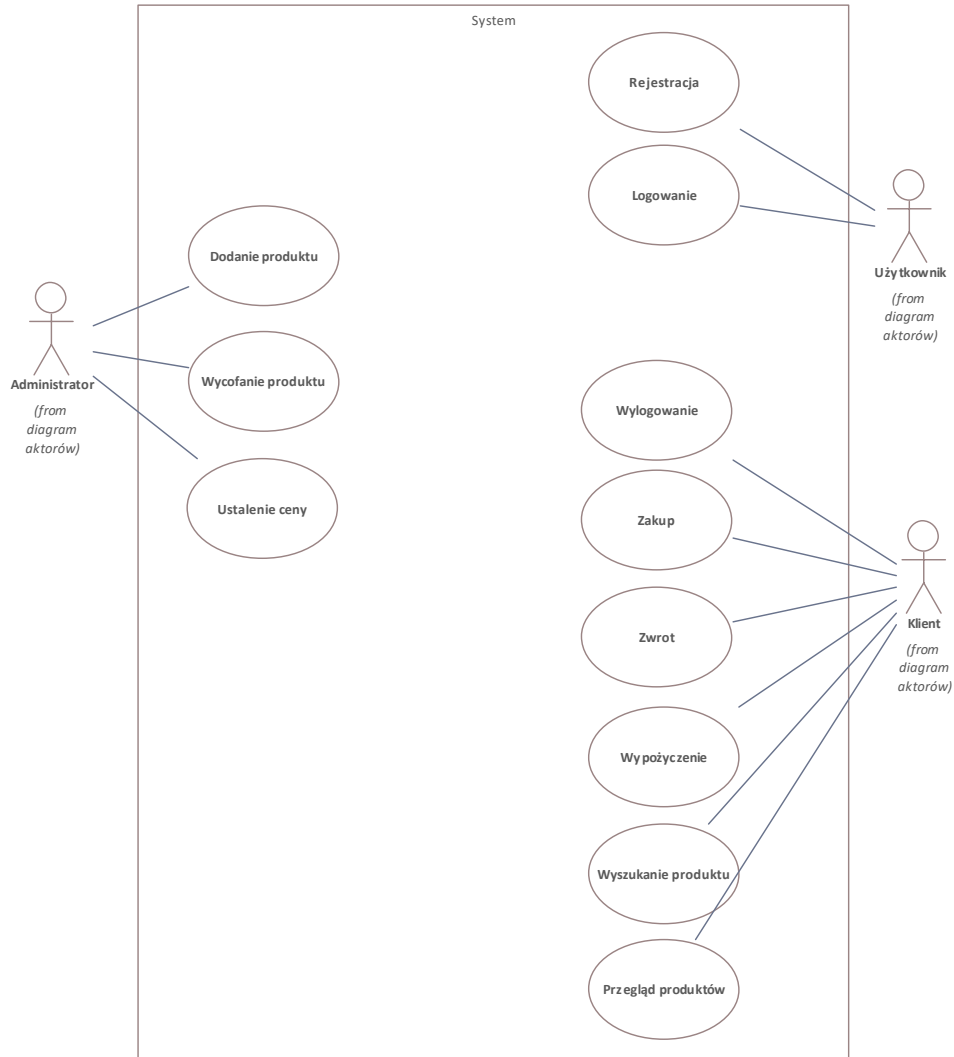 System
Rejestracja
Logowanie
Użytkownik
(from
diagram
aktorów)
Dodanie produktu
Wycofanie produktu
Ustalenie ceny
Administrator
(from
diagram
aktorów)
Wylogowanie
Zakup
Zwrot
Wypożyczenie
Wyszukanie produktu
Przegląd produktów
Klient
(from
diagram
aktorów)